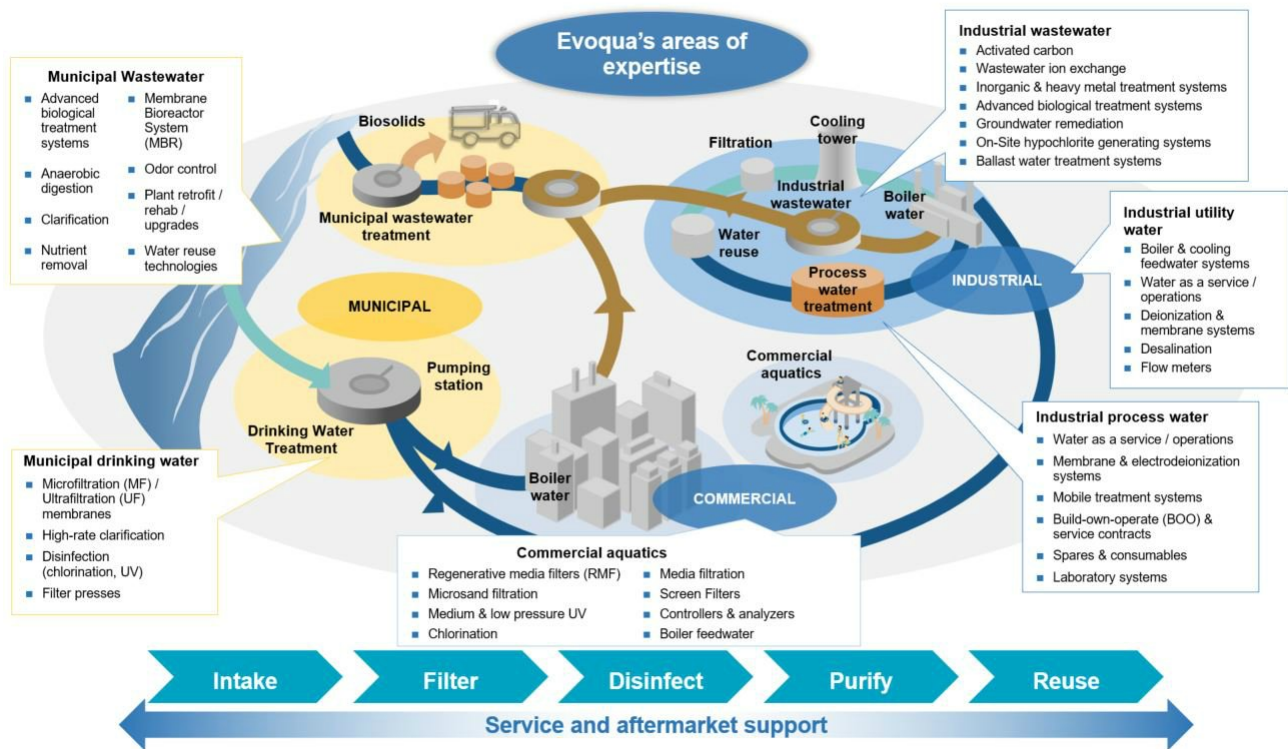 Evoqua's areas of
expertise
Municipal Wastewater
Advanced
biological
treatment
systems
Anaerobic
digestion
Clarification
Nutrient
removal
Membrane
Bioreactor
System
(MBR)
Odor control
Plant retrofit /
rehab /
upgrades
Water reuse
technologies
Biosolids
Municipal wastewater
treatment
MUNICIPAL
Pumping
station
Drinking Water
Treatment
Municipal drinking water
Microfiltration (MF) /
Ultrafiltration (UF)
membranes
High-rate clarification
Disinfection
(chlorination, UV)
Filter presses
Cooling
tower
Filtration
Industrial
wastewater
Boiler
water
Water
reuse
Process
water
treatment
INDUSTRIAL
Industrial wastewater
Activated carbon
Wastewater ion exchange
Inorganic & heavy metal treatment systems
Advanced biological treatment systems
Groundwater remediation
On-Site hypochlorite generating systems
Ballast water treatment systems
Industrial utility
water
Boiler & cooling
feedwater systems
Water as a service /
operations
Deionization &
membrane systems
Desalination
Flow meters
Industrial process water
Water as a service / operations
Membrane & electrodeionization
systems
Mobile treatment systems
Build-own-operate (BOO) &
service contracts
Spares & consumables
Laboratory systems
Commercial
aquatics
Boiler
water
COMMERCIAL
Commercial aquatics
Regenerative media filters (RMF)
Microsand filtration
Medium & low pressure UV
Chlorination
Media filtration
Screen Filters
Controllers & analyzers
Boiler feedwater
Intake
Filter
Disinfect
Purify
Reuse
Service and aftermarket support